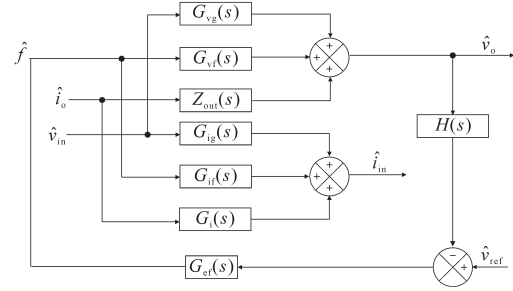 G_vg(s)
+
f̂ G_vf(s) + + v̂_o
î_o Z_out(s) +
v̂_in G_ig(s) H(s)
+ î_in
G_if(s) +
+
G_i(s)
− v̂_ref
G_ef(s) +